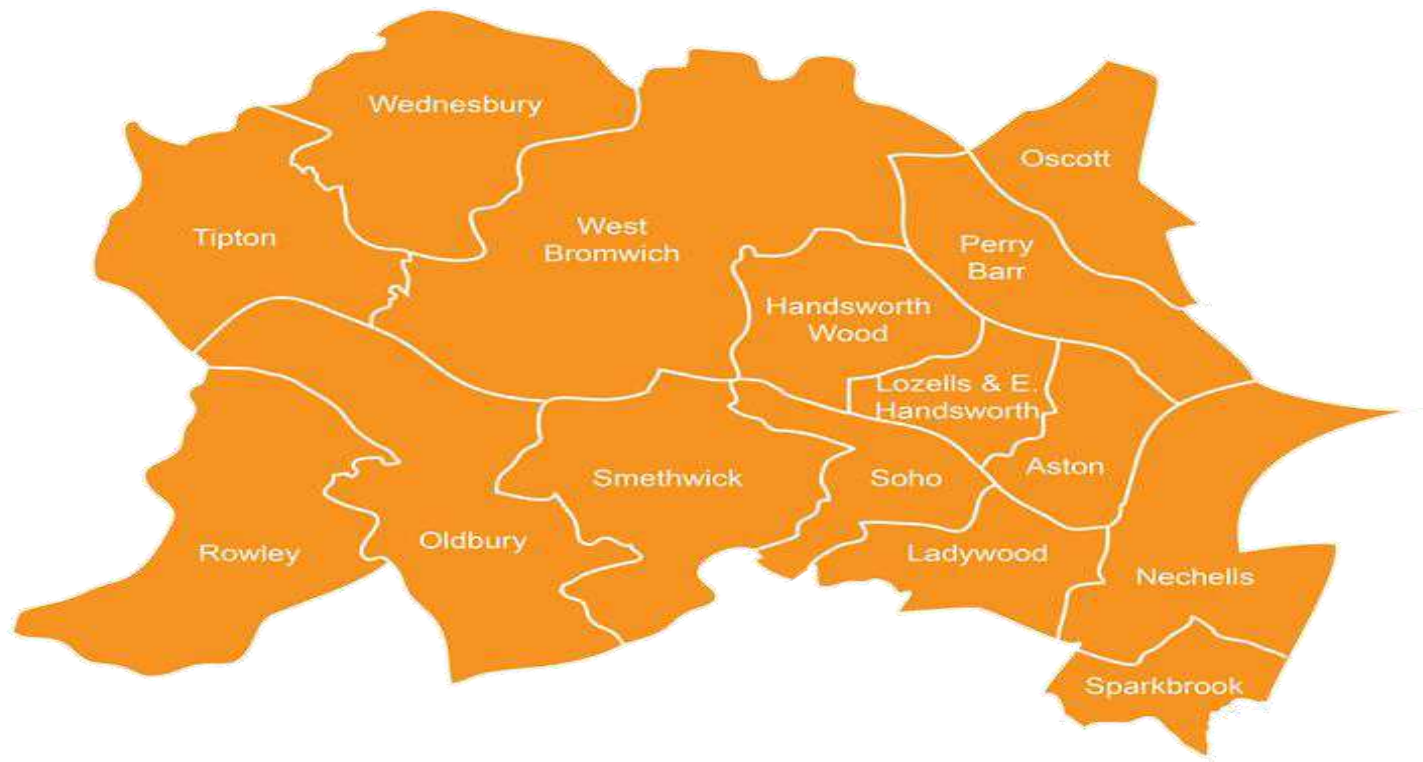 Wednesbury
Oscott
Tipton
West
Bromwich
Perry
Barr
Handsworth
Wood
Lozells & E.
Handsworth
Smethwick
Soho
Aston
Rowley
Oldbury
Ladywood
Nechells
Sparkbrook